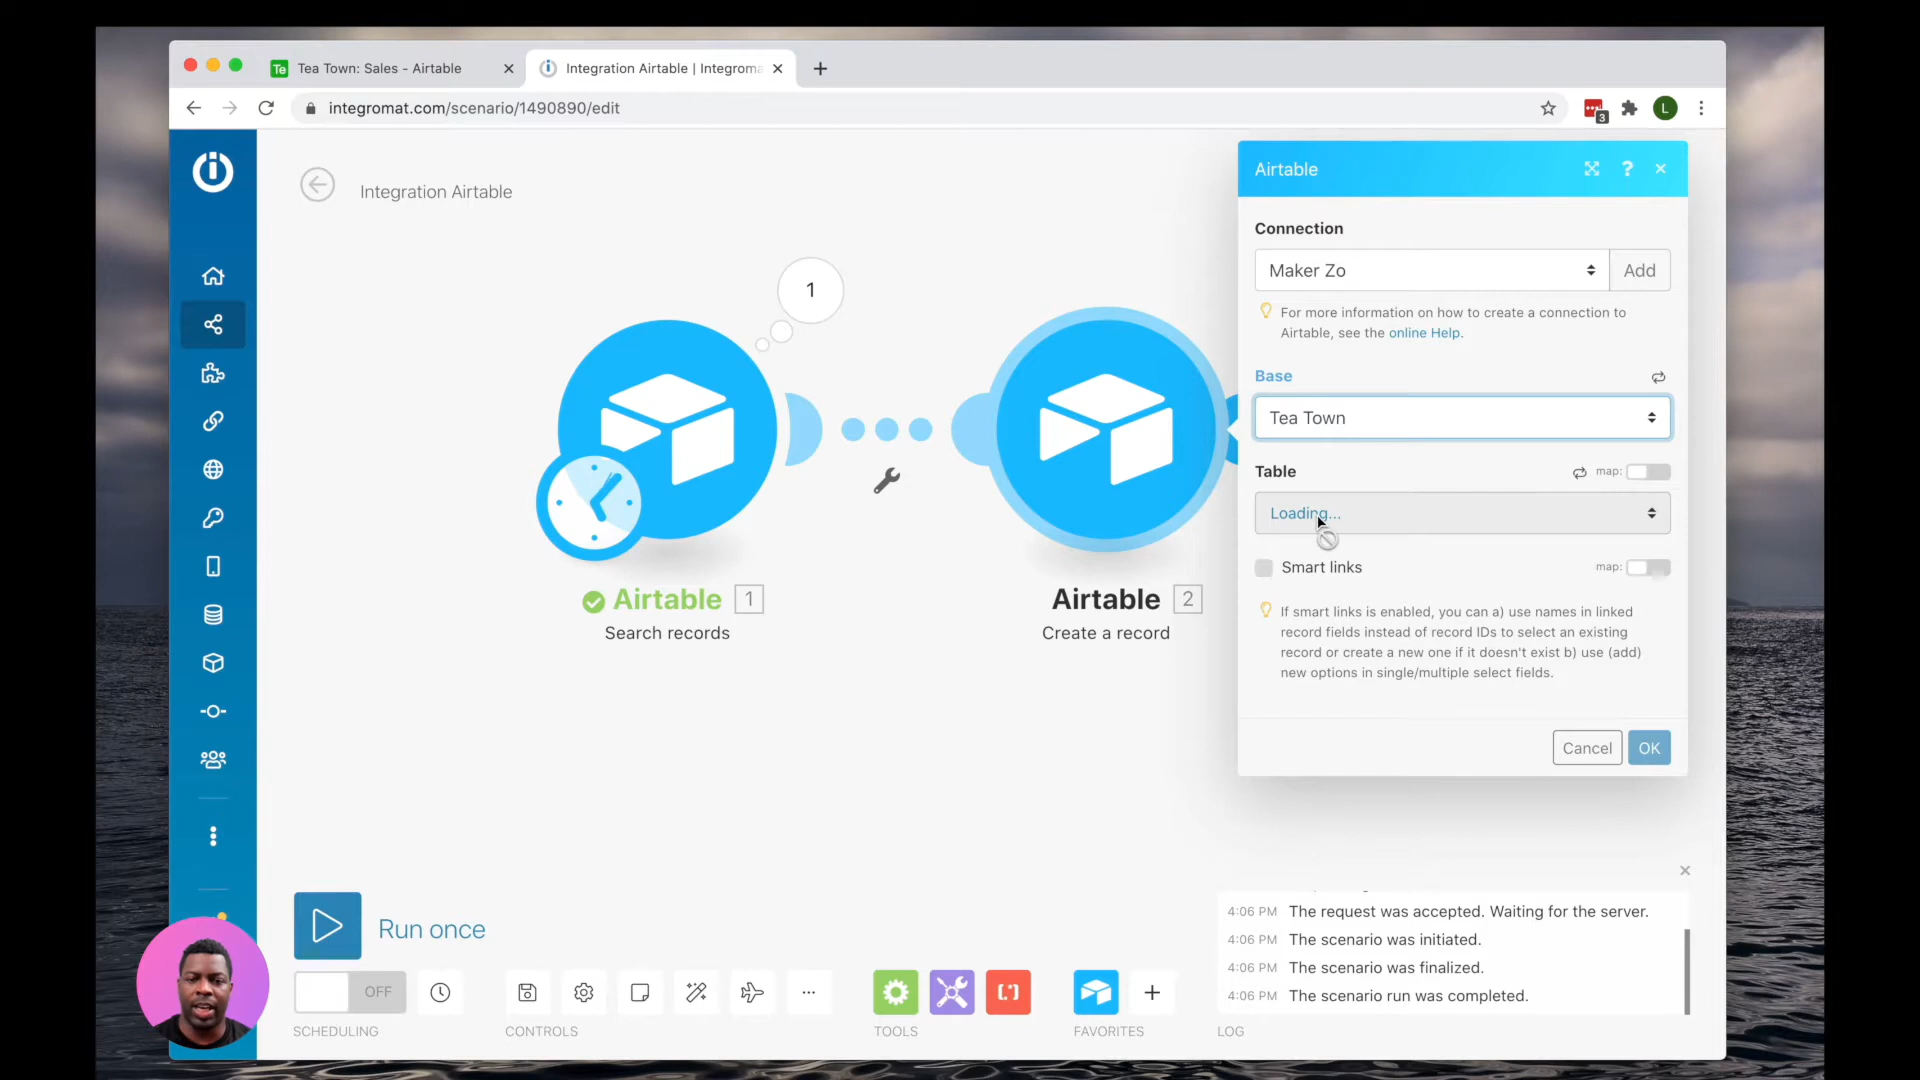 Te Tea Town: Sales - Airtable
Integration Airtable | Integroma
integromat.com/scenario/1490890/edit
3
L
Integration Airtable
1
Airtable 1
Search records
Airtable 2
Create a record
Airtable
?
Connection
Maker Zo
Add
For more information on how to create a connection to
Airtable, see the online Help.
Base
Tea Town
Table
map:
Loading...
Smart links
map:
If smart links is enabled, you can a) use names in linked
record fields instead of record IDs to select an existing
record or create a new one if it doesn't exist b) use (add)
new options in single/multiple select fields.
Cancel
OK
Run once
OFF
SCHEDULING
CONTROLS
TOOLS
FAVORITES
LOG
4:06 PM The request was accepted. Waiting for the server.
4:06 PM The scenario was initiated.
4:06 PM The scenario was finalized.
4:06 PM The scenario run was completed.